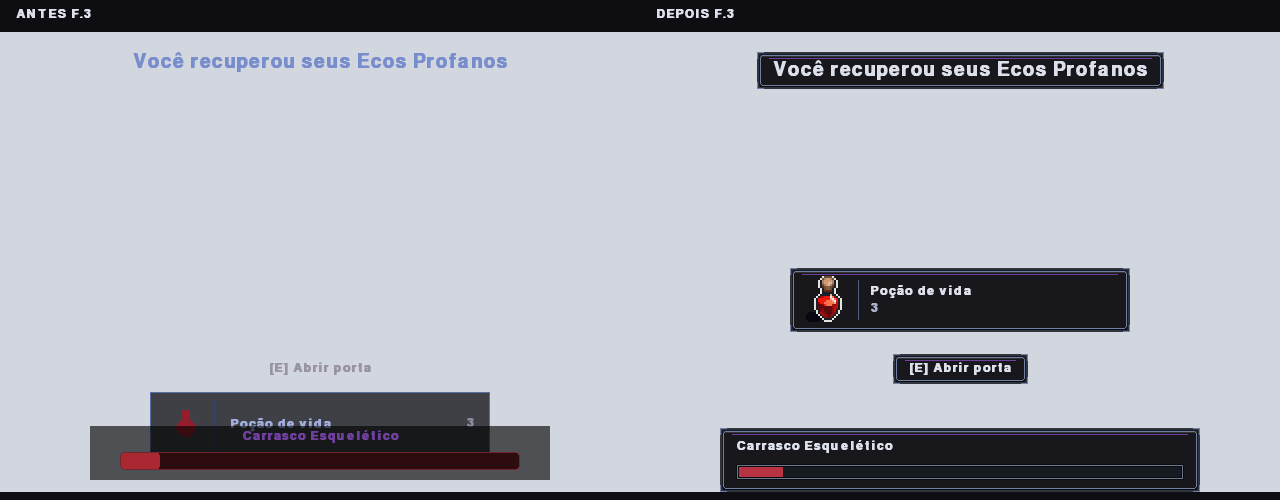 ANTES F.3
Você recuperou seus Ecos Profanos
[E] Abrir porta
Poção de vida 3
Carrasco Esquelético
DEPOIS F.3
Você recuperou seus Ecos Profanos
Poção de vida
3
[E] Abrir porta
Carrasco Esquelético